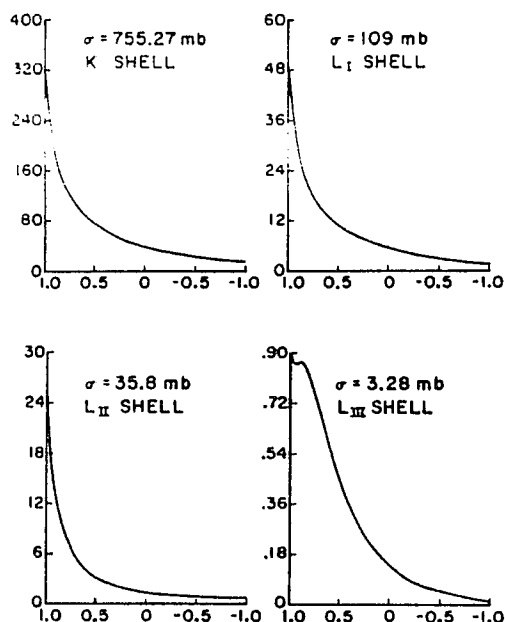 400
320
240
160
80
0
σ = 755.27 mb
K SHELL
1.0 0.5 0 -0.5 -1.0
60
48
36
24
12
0
σ = 109 mb
L I SHELL
1.0 0.5 0 -0.5 -1.0
30
24
18
12
6
0
σ = 35.8 mb
L II SHELL
1.0 0.5 0 -0.5 -1.0
.90
.72
.54
.36
.18
0
σ = 3.28 mb
L III SHELL
1.0 0.5 0 -0.5 -1.0